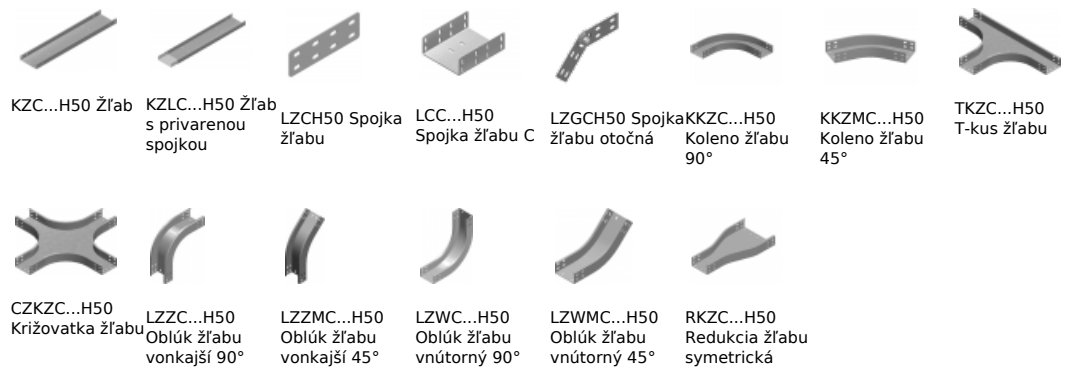 KZC...H50 Žľab
KZLC...H50 Žľab
s privarenou
spojkou
LZCH50 Spojka
žľabu
LCC...H50
Spojka žľabu C
LZGCH50 Spojka
žľabu otočná
KKZC...H50
Koleno žľabu
90°
KKZMC...H50
Koleno žľabu
45°
TKZC...H50
T-kus žľabu
CZKZC...H50
Križovatka žľabu
LZZC...H50
Oblúk žľabu
vonkajší 90°
LZZMC...H50
Oblúk žľabu
vonkajší 45°
LZWC...H50
Oblúk žľabu
vnútorný 90°
LZWMC...H50
Oblúk žľabu
vnútorný 45°
RKZC...H50
Redukcia žľabu
symetrická